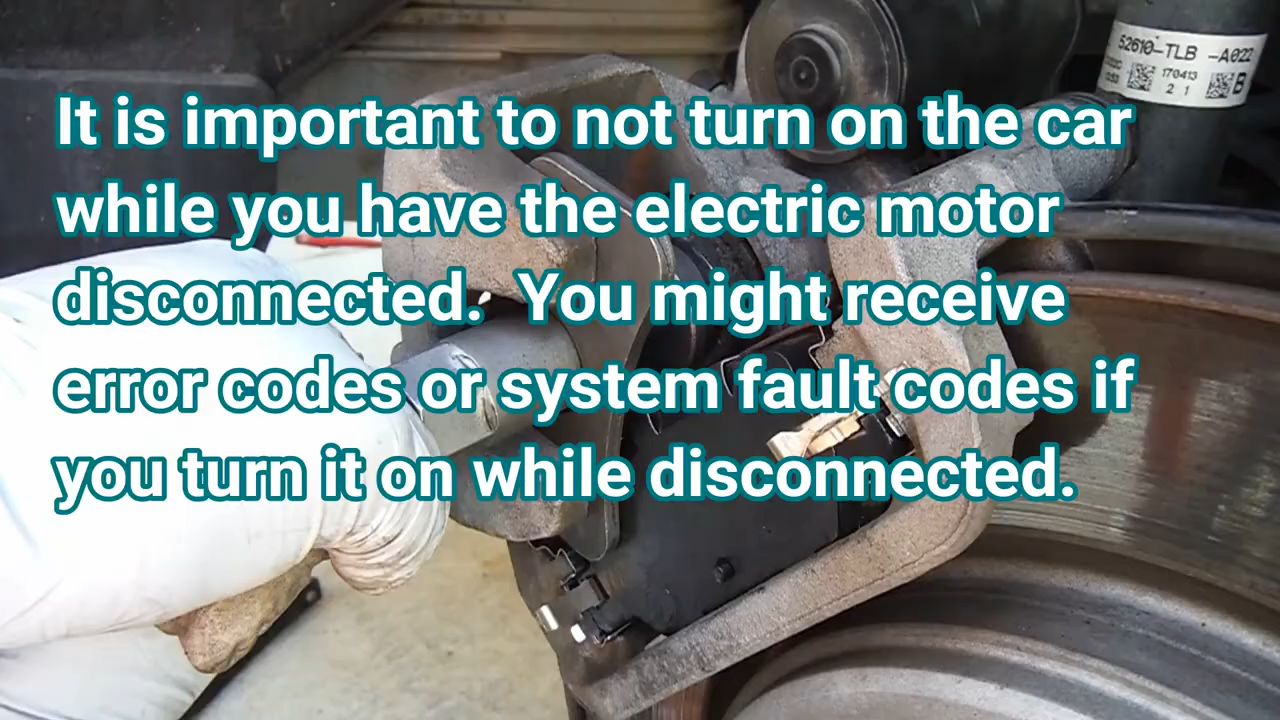 52610-TLB -A022
170413
2 1
B
It is important to not turn on the car
while you have the electric motor
disconnected.  You might receive
error codes or system fault codes if
you turn it on while disconnected.